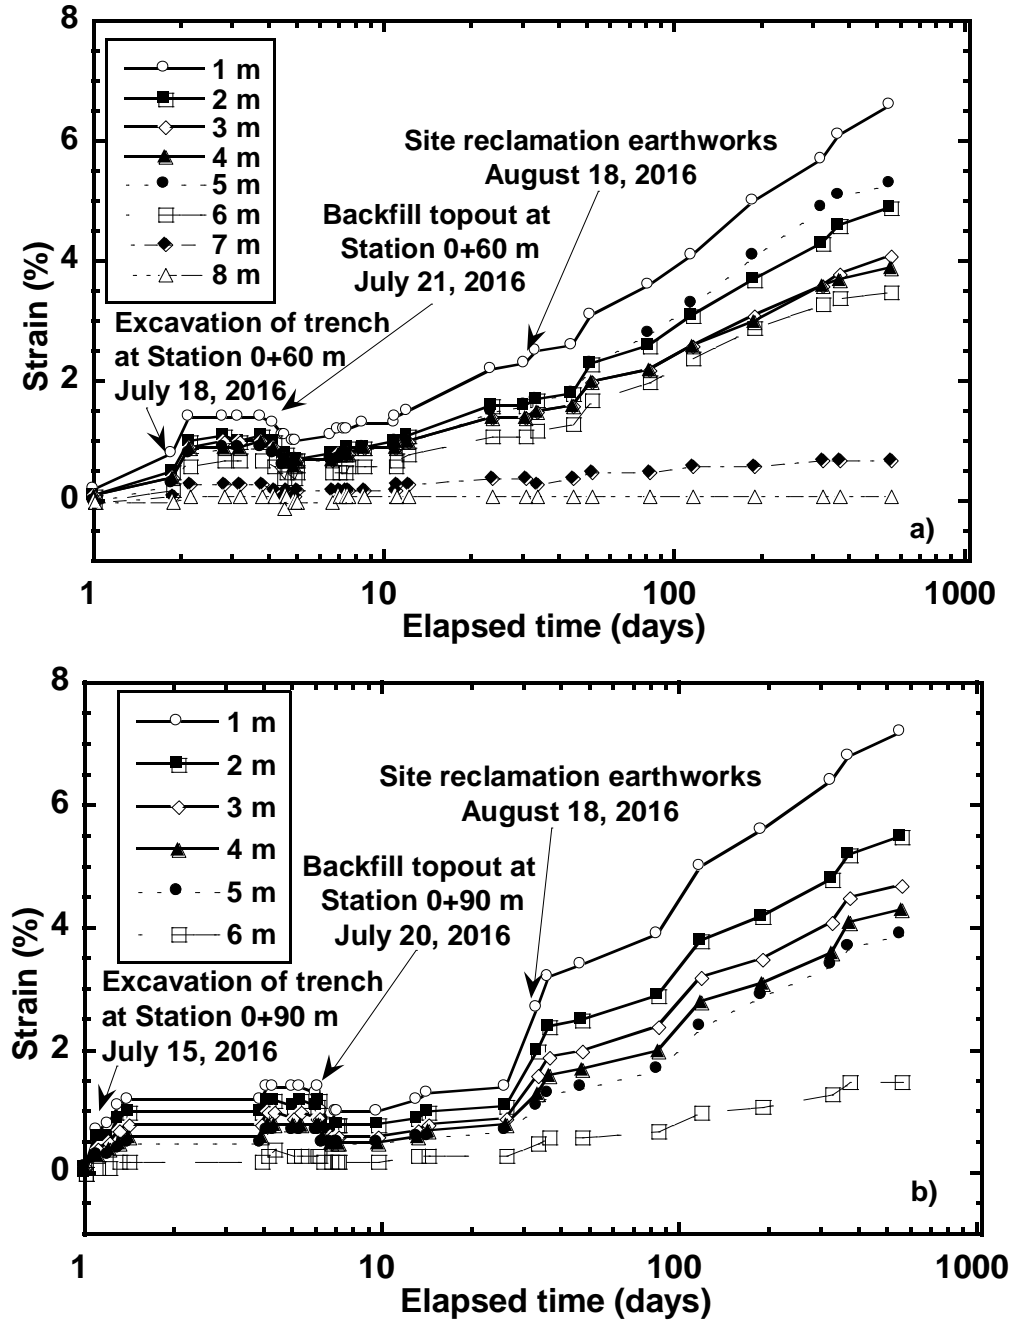 8
6
4
2
0
Strain (%)
1 m
2 m
3 m
4 m
5 m
6 m
7 m
8 m
Site reclamation earthworks
August 18, 2016
Backfill topout at
Station 0+60 m
July 21, 2016
Excavation of trench
at Station 0+60 m
July 18, 2016
a)
1
10
100
1000
Elapsed time (days)
8
6
4
2
0
Strain (%)
1 m
2 m
3 m
4 m
5 m
6 m
Site reclamation earthworks
August 18, 2016
Backfill topout at
Station 0+90 m
July 20, 2016
Excavation of trench
at Station 0+90 m
July 15, 2016
b)
1
10
100
1000
Elapsed time (days)